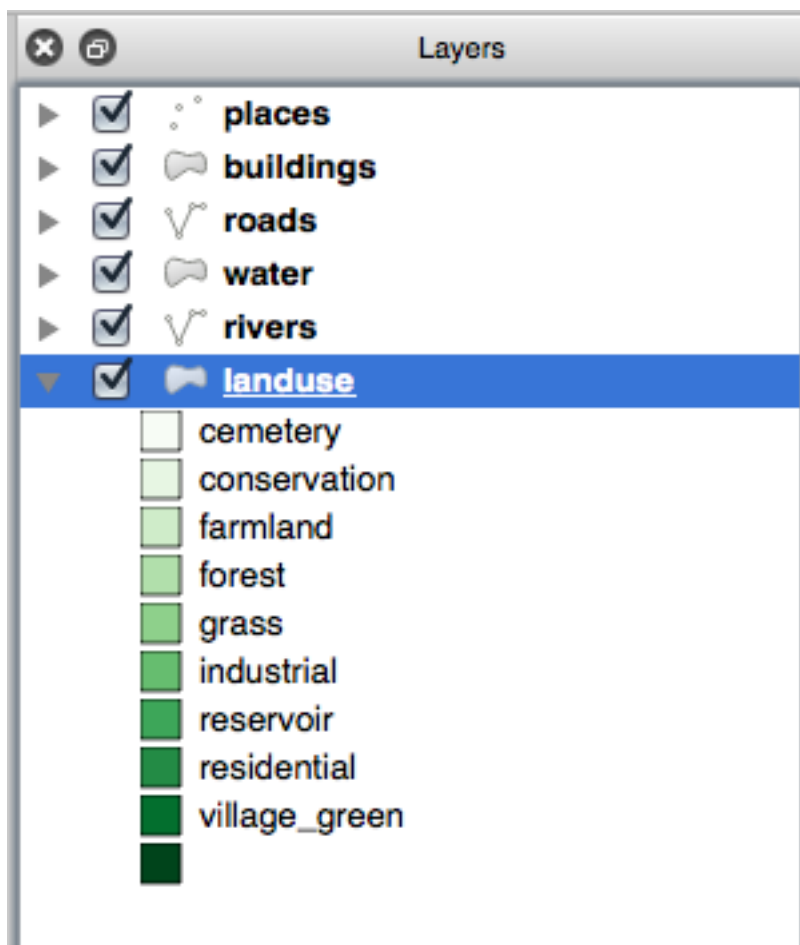 Layers
places
buildings
roads
water
rivers
landuse
cemetery
conservation
farmland
forest
grass
industrial
reservoir
residential
village_green